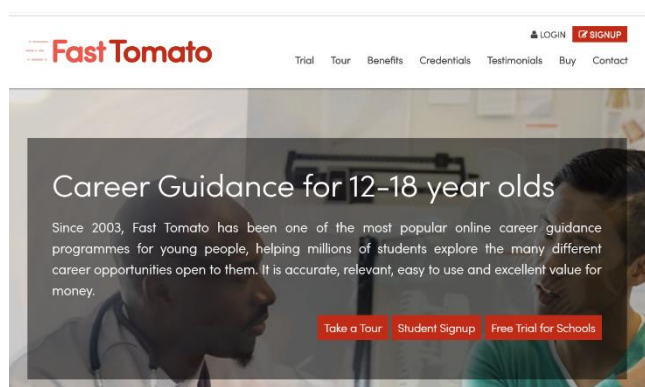 LOGIN SIGNUP
Fast Tomato
Trial Tour Benefits Credentials Testimonials Buy Contact
Career Guidance for 12-18 year olds
Since 2003, Fast Tomato has been one of the most popular online career guidance
programmes for young people, helping millions of students explore the many different
career opportunities open to them. It is accurate, relevant, easy to use and excellent value for
money.
Take a Tour Student Signup Free Trial for Schools